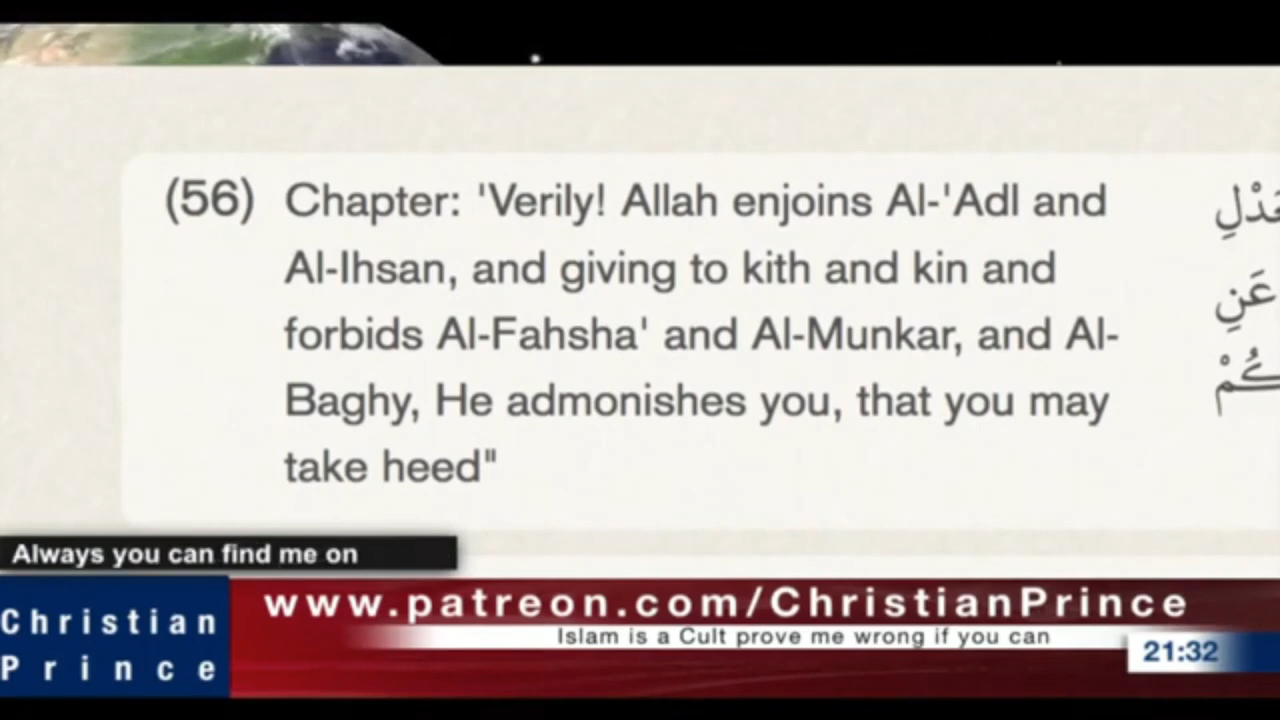 (56) Chapter: 'Verily! Allah enjoins Al-'Adl and
Al-Ihsan, and giving to kith and kin and
forbids Al-Fahsha' and Al-Munkar, and Al-
Baghy, He admonishes you, that you may
take heed"
عَنِ
Always you can find me on
Christian
Prince
www.patreon.com/ChristianPrince
Islam is a Cult prove me wrong if you can
21:32